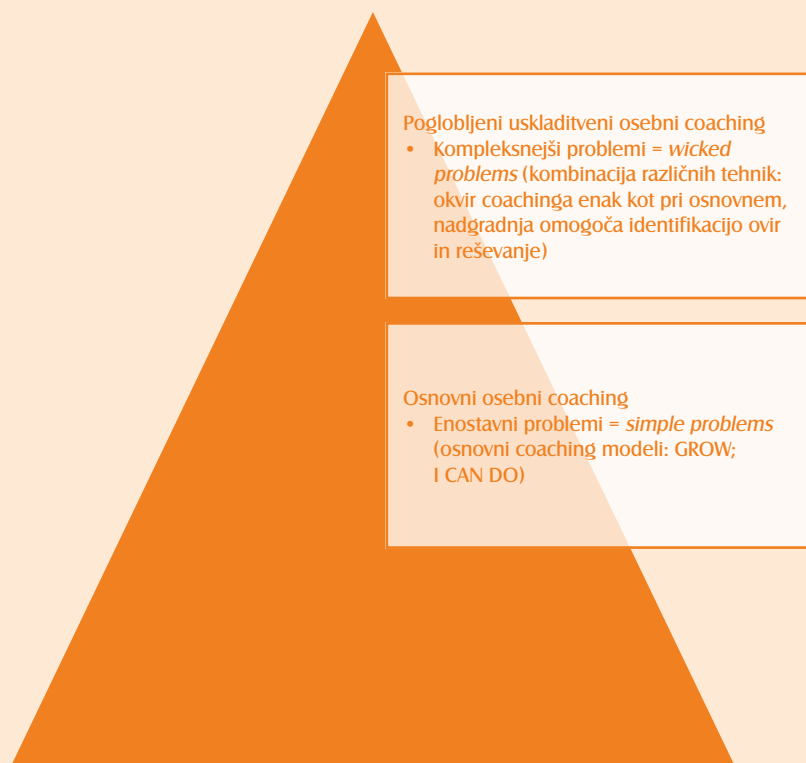 Poglobljeni uskladitveni osebni coaching
• Kompleksnejši problemi = wicked
problems (kombinacija različnih tehnik:
okvir coachinga enak kot pri osnovnem,
nadgradnja omogoča identifikacijo ovir
in reševanje)
Osnovni osebni coaching
• Enostavni problemi = simple problems
(osnovni coaching modeli: GROW;
I CAN DO)